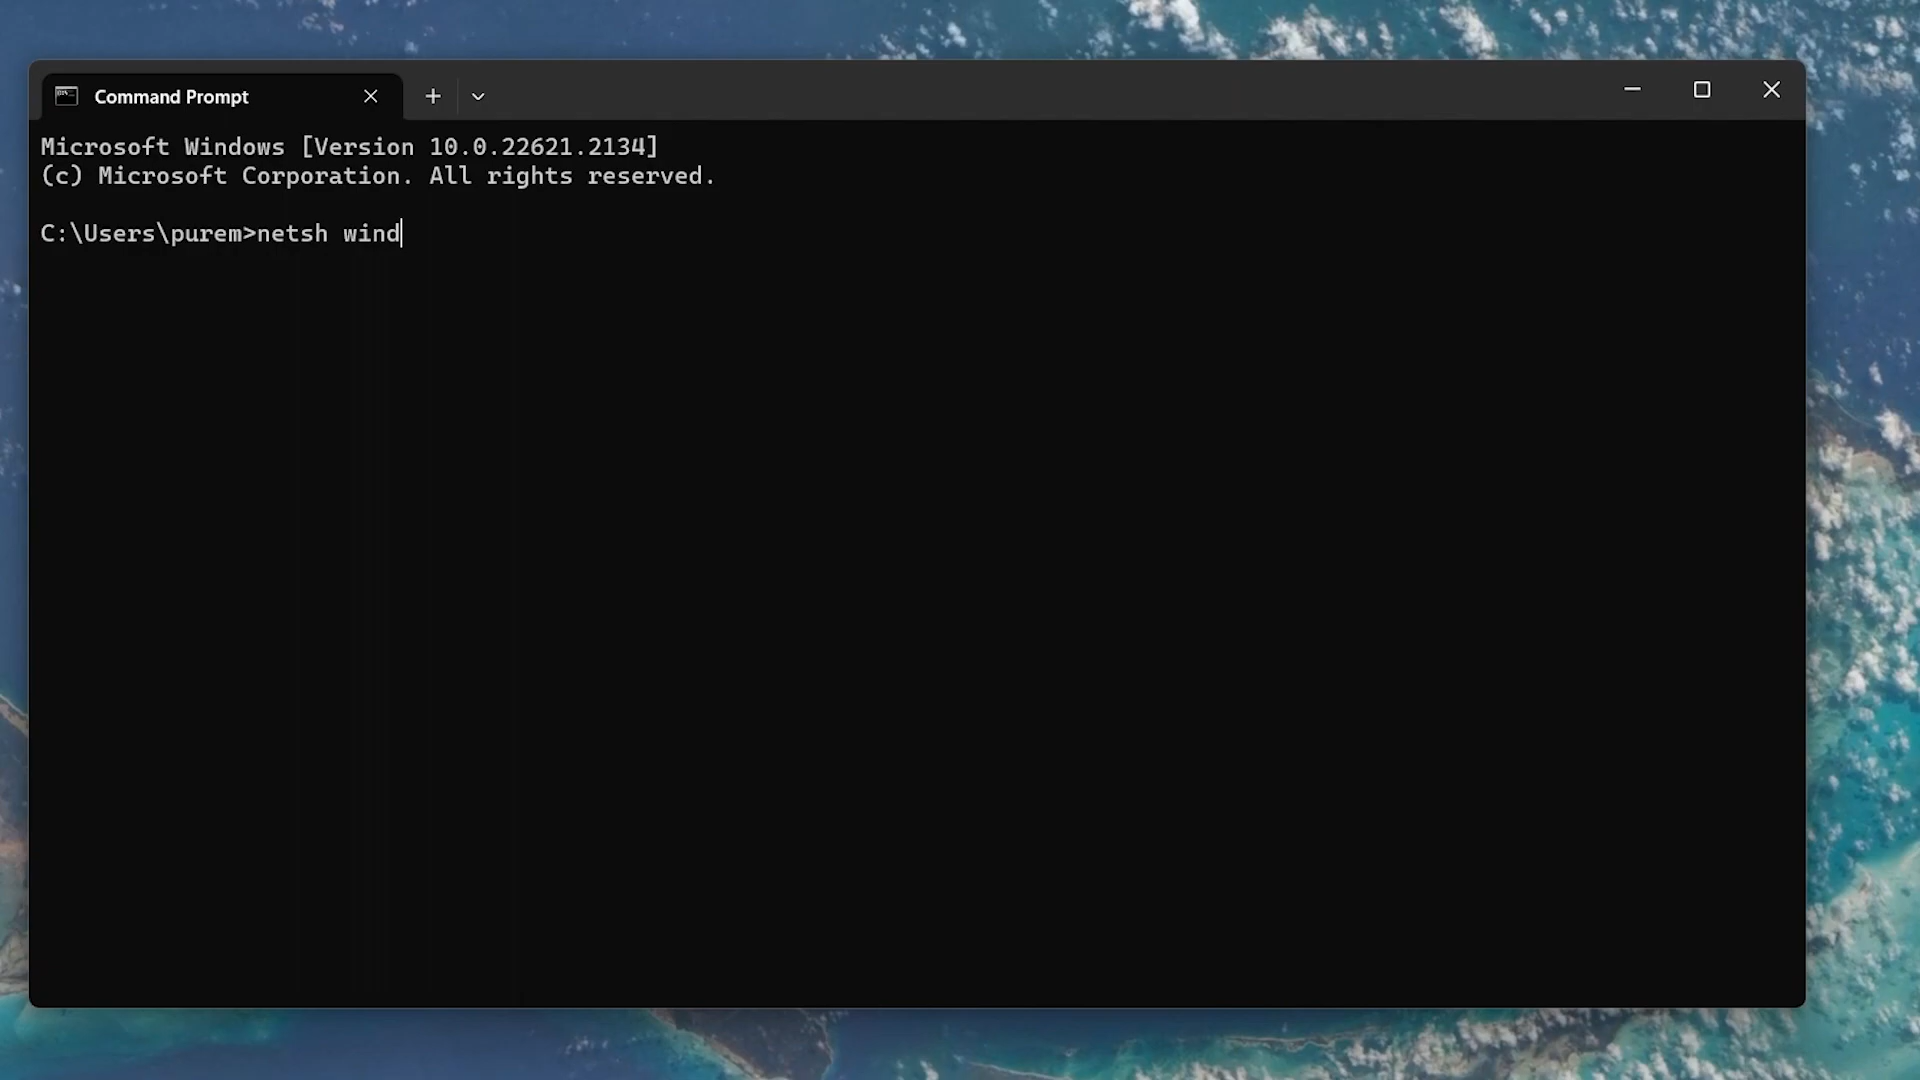 Command Prompt
Microsoft Windows [Version 10.0.22621.2134]
(c) Microsoft Corporation. All rights reserved.
C:\Users\purem>netsh wind